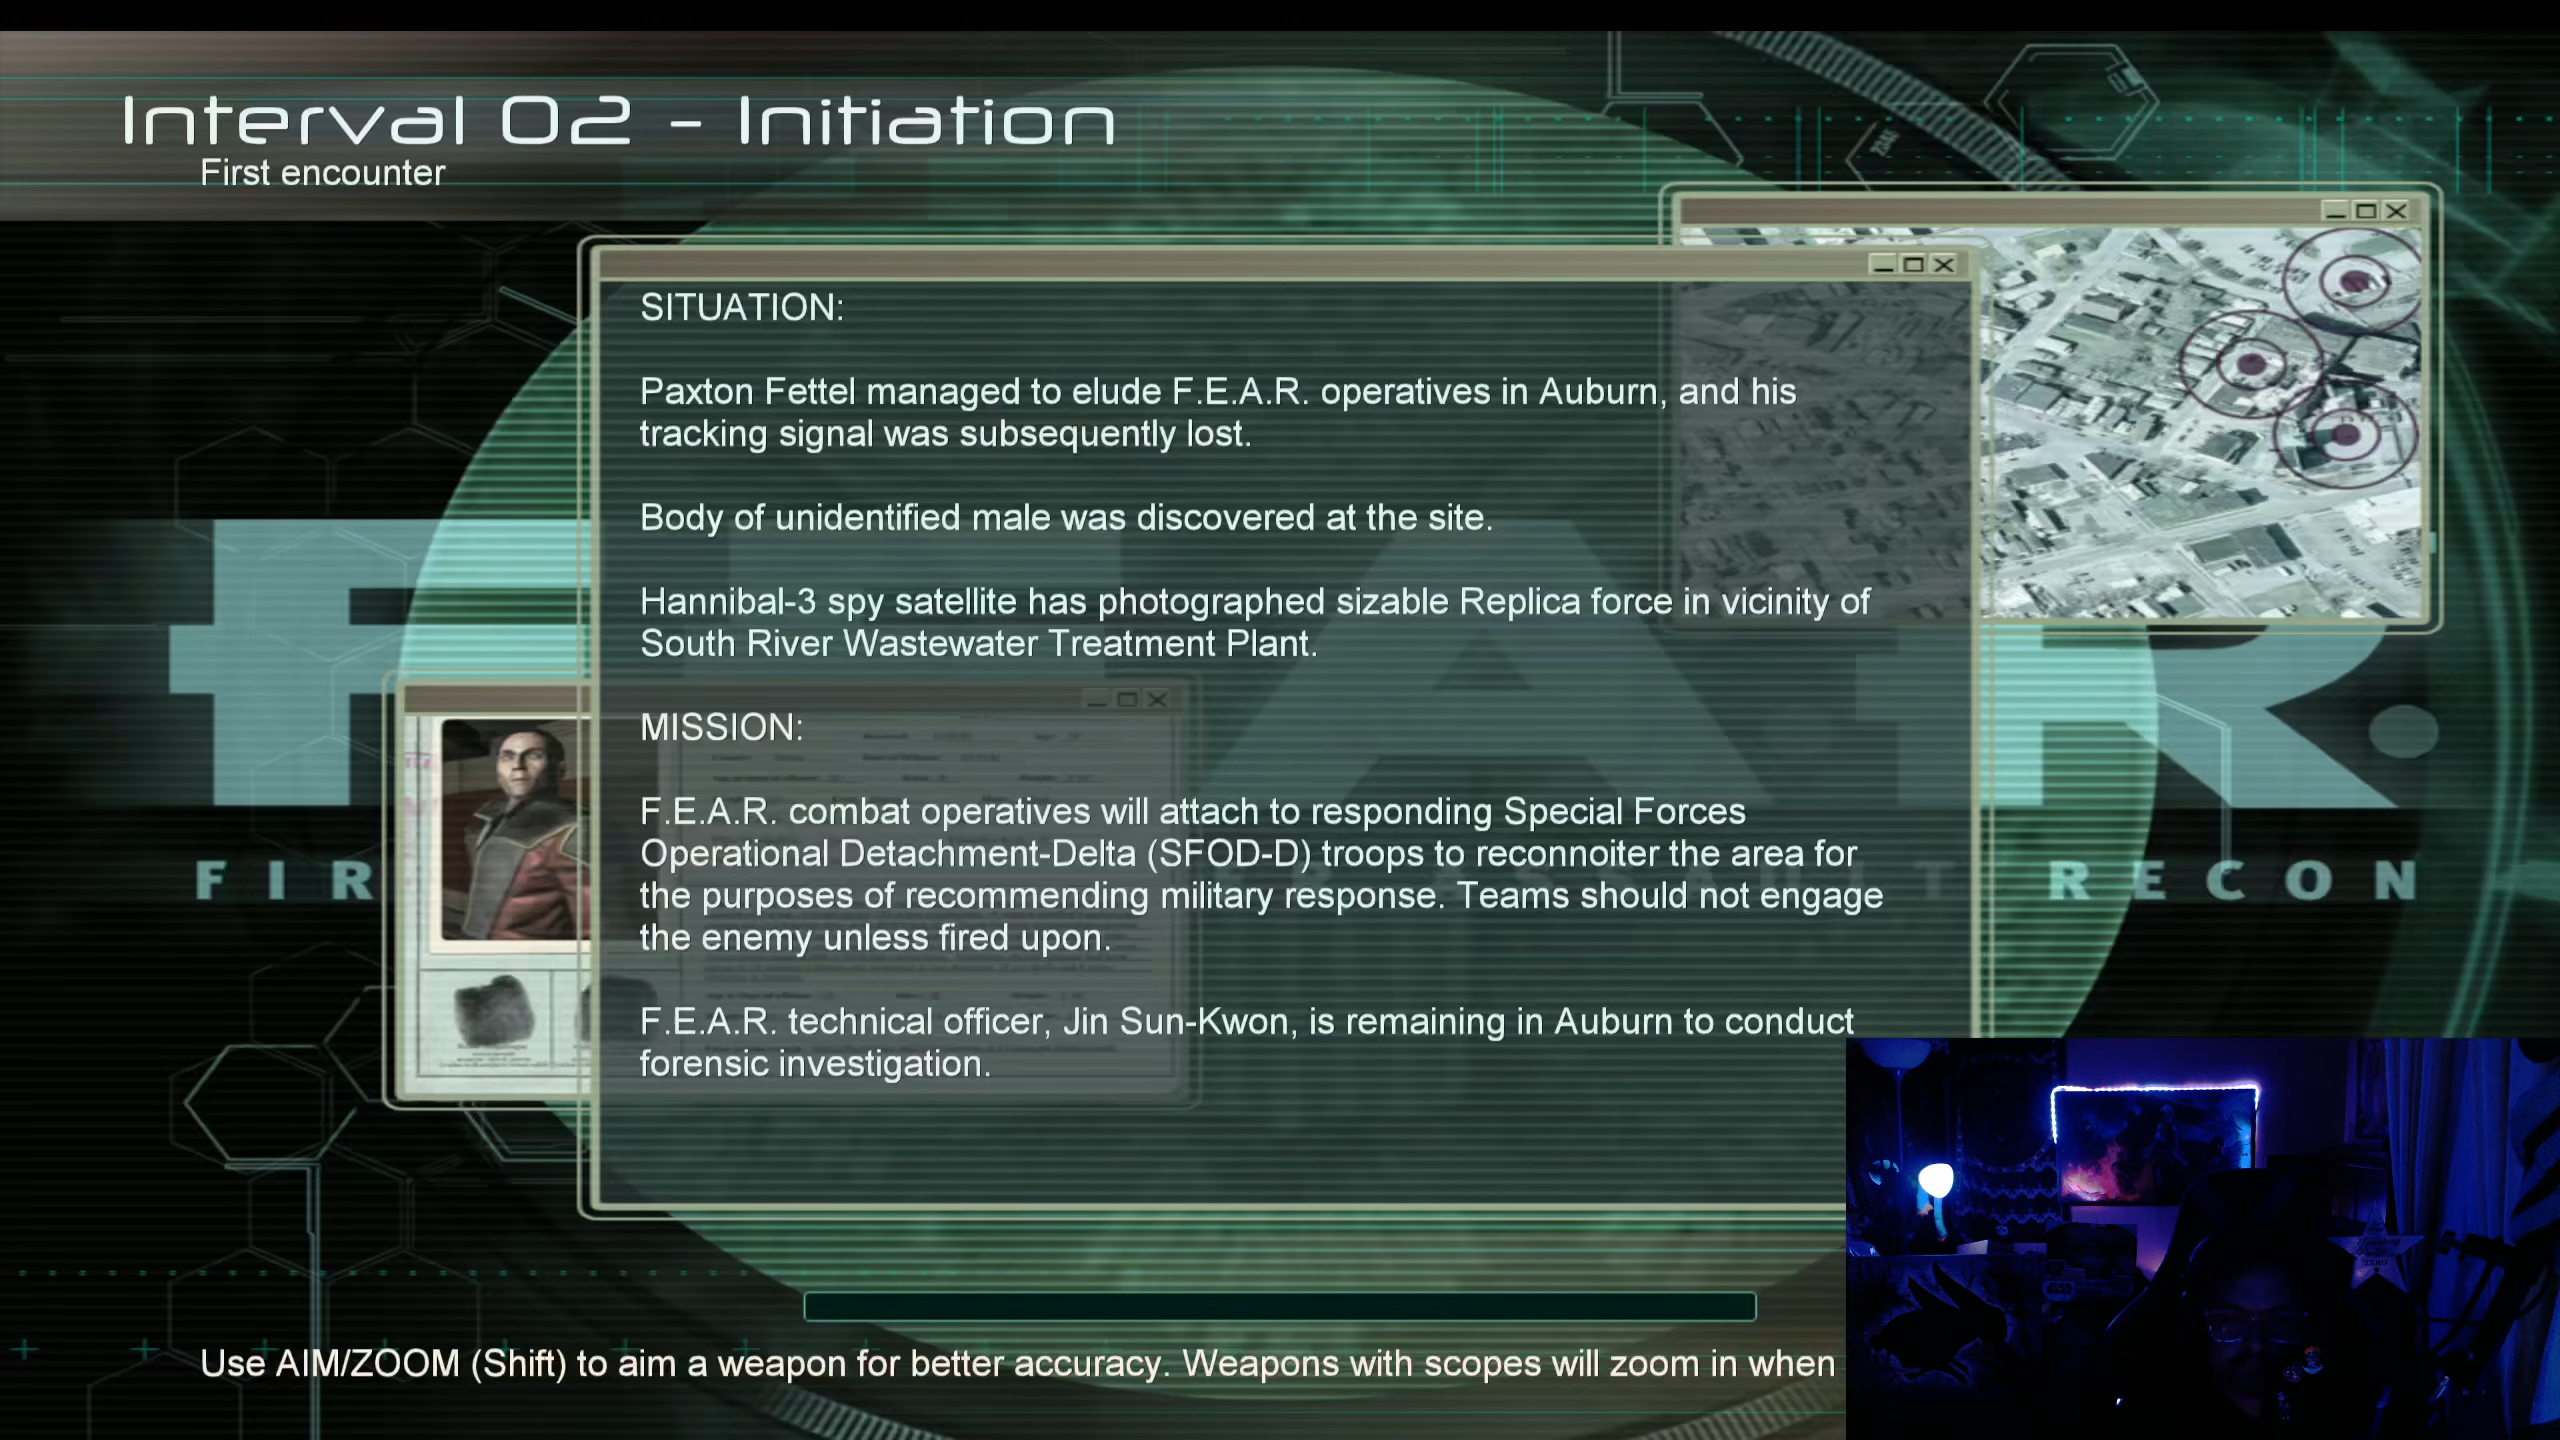 Interval 02 - Initiation
First encounter
SITUATION:
Paxton Fettel managed to elude F.E.A.R. operatives in Auburn, and his
tracking signal was subsequently lost.
Body of unidentified male was discovered at the site.
Hannibal-3 spy satellite has photographed sizable Replica force in vicinity of
South River Wastewater Treatment Plant.
MISSION:
F.E.A.R. combat operatives will attach to responding Special Forces
Operational Detachment-Delta (SFOD-D) troops to reconnoiter the area for
the purposes of recommending military response. Teams should not engage
the enemy unless fired upon.
F.E.A.R. technical officer, Jin Sun-Kwon, is remaining in Auburn to conduct
forensic investigation.
RECON
Use AIM/ZOOM (Shift) to aim a weapon for better accuracy. Weapons with scopes will zoom in when